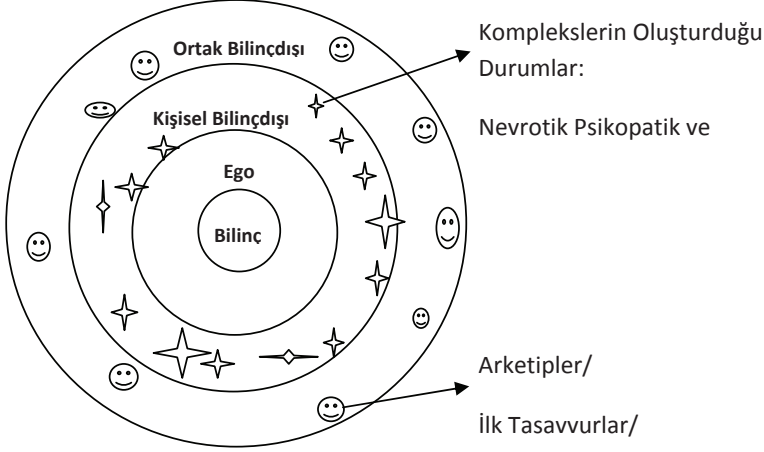 Ortak Bilinçdışı
Kişisel Bilinçdışı
Ego
Bilinç
Komplekslerin Oluşturduğu
Durumlar:
Nevrotik Psikopatik ve
Arketipler/
İlk Tasavvurlar/